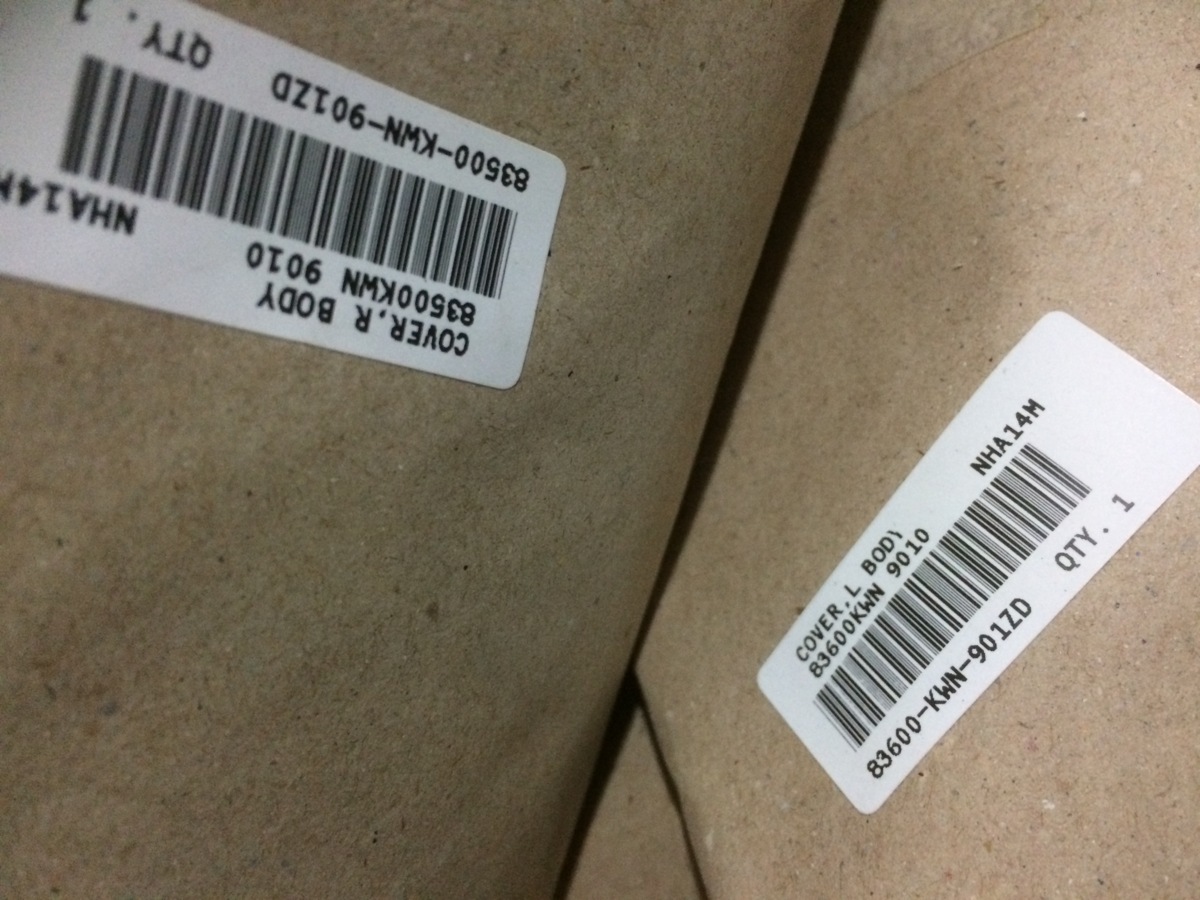 COVER,R BODY
83500KWN 9010
NHA14M
83500-KWN-901ZD
QTY. 1
COVER,L BODY
83600KWN 9010
NHA14M
83600-KWN-901ZD
QTY. 1